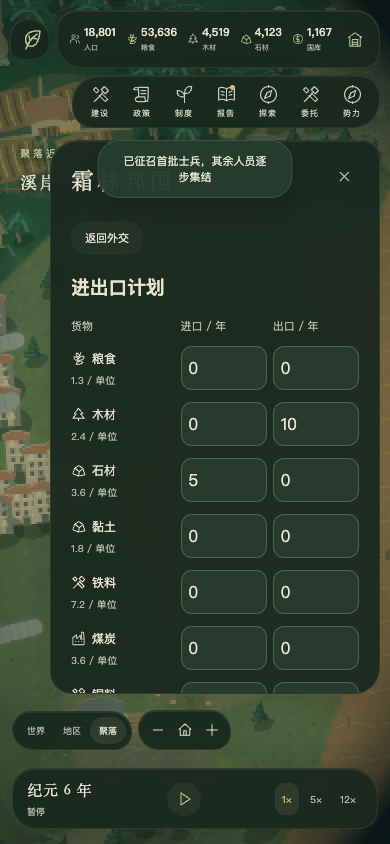 18,801
人口
53,636
粮食
4,519
木材
4,123
石材
1,167
国库
建设
政策
制度
报告
探索
委托
势力
聚落近
溪岸
已征召首批士兵，其余人员逐
步集结
霜林邦国
返回外交
进出口计划
货物 进口 / 年 出口 / 年
粮食 0 0
1.3 / 单位
木材 0 10
2.4 / 单位
石材 5 0
3.6 / 单位
黏土 0 0
1.8 / 单位
铁料 0 0
7.2 / 单位
煤炭 0 0
3.6 / 单位
世界 地区 聚落
纪元 6 年
暂停
1× 5× 12×